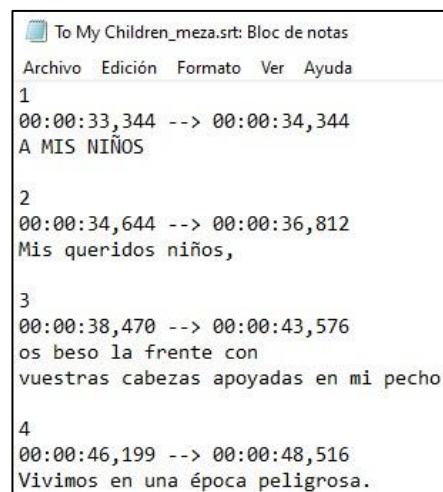 To My Children_meza.srt: Bloc de notas
Archivo Edición Formato Ver Ayuda
1
00:00:33,344 --> 00:00:34,344
A MIS NIÑOS
2
00:00:34,644 --> 00:00:36,812
Mis queridos niños,
3
00:00:38,470 --> 00:00:43,576
os beso la frente con
vuestras cabezas apoyadas en mi pecho
4
00:00:46,199 --> 00:00:48,516
Vivimos en una época peligrosa.